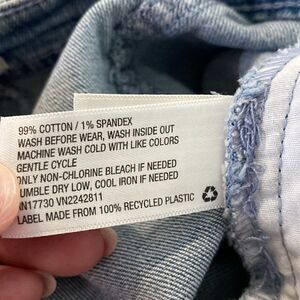 99% COTTON / 1% SPANDEX
WASH BEFORE WEAR, WASH INSIDE OUT
MACHINE WASH COLD WITH LIKE COLORS
GENTLE CYCLE
ONLY NON-CHLORINE BLEACH IF NEEDED
UMBLE DRY LOW, COOL IRON IF NEEDED
RN17730 VN2242811
LABEL MADE FROM 100% RECYCLED PLASTIC